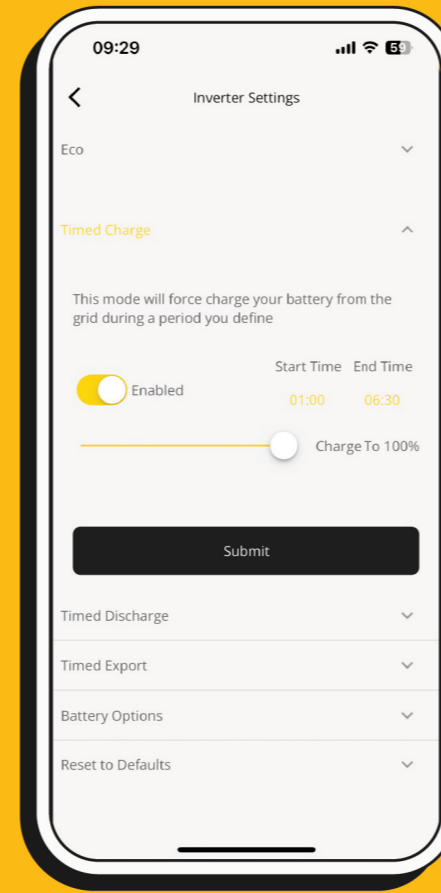 09:29
59
Inverter Settings
Eco
Timed Charge
This mode will force charge your battery from the
grid during a period you define
Start Time End Time
Enabled
01:00 06:30
Charge To 100%
Submit
Timed Discharge
Timed Export
Battery Options
Reset to Defaults